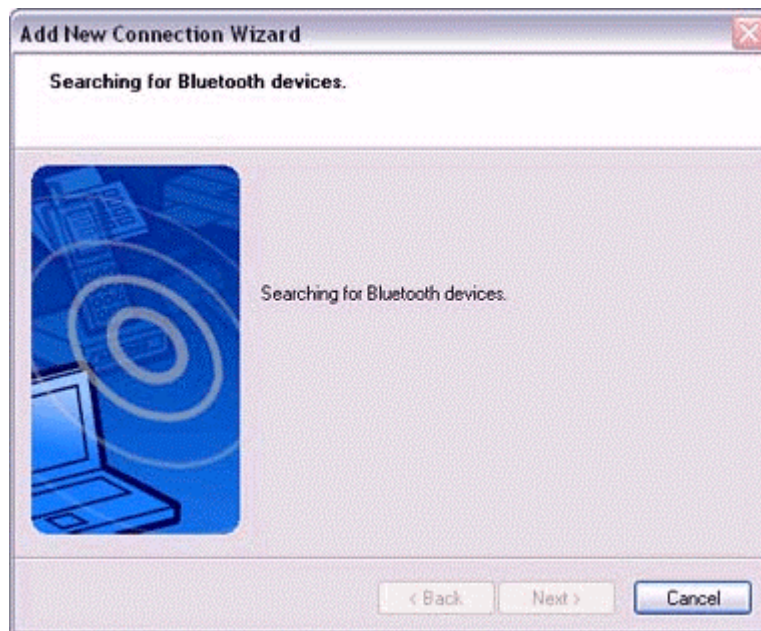 Add New Connection Wizard
Searching for Bluetooth devices.
Searching for Bluetooth devices.
< Back
Next >
Cancel